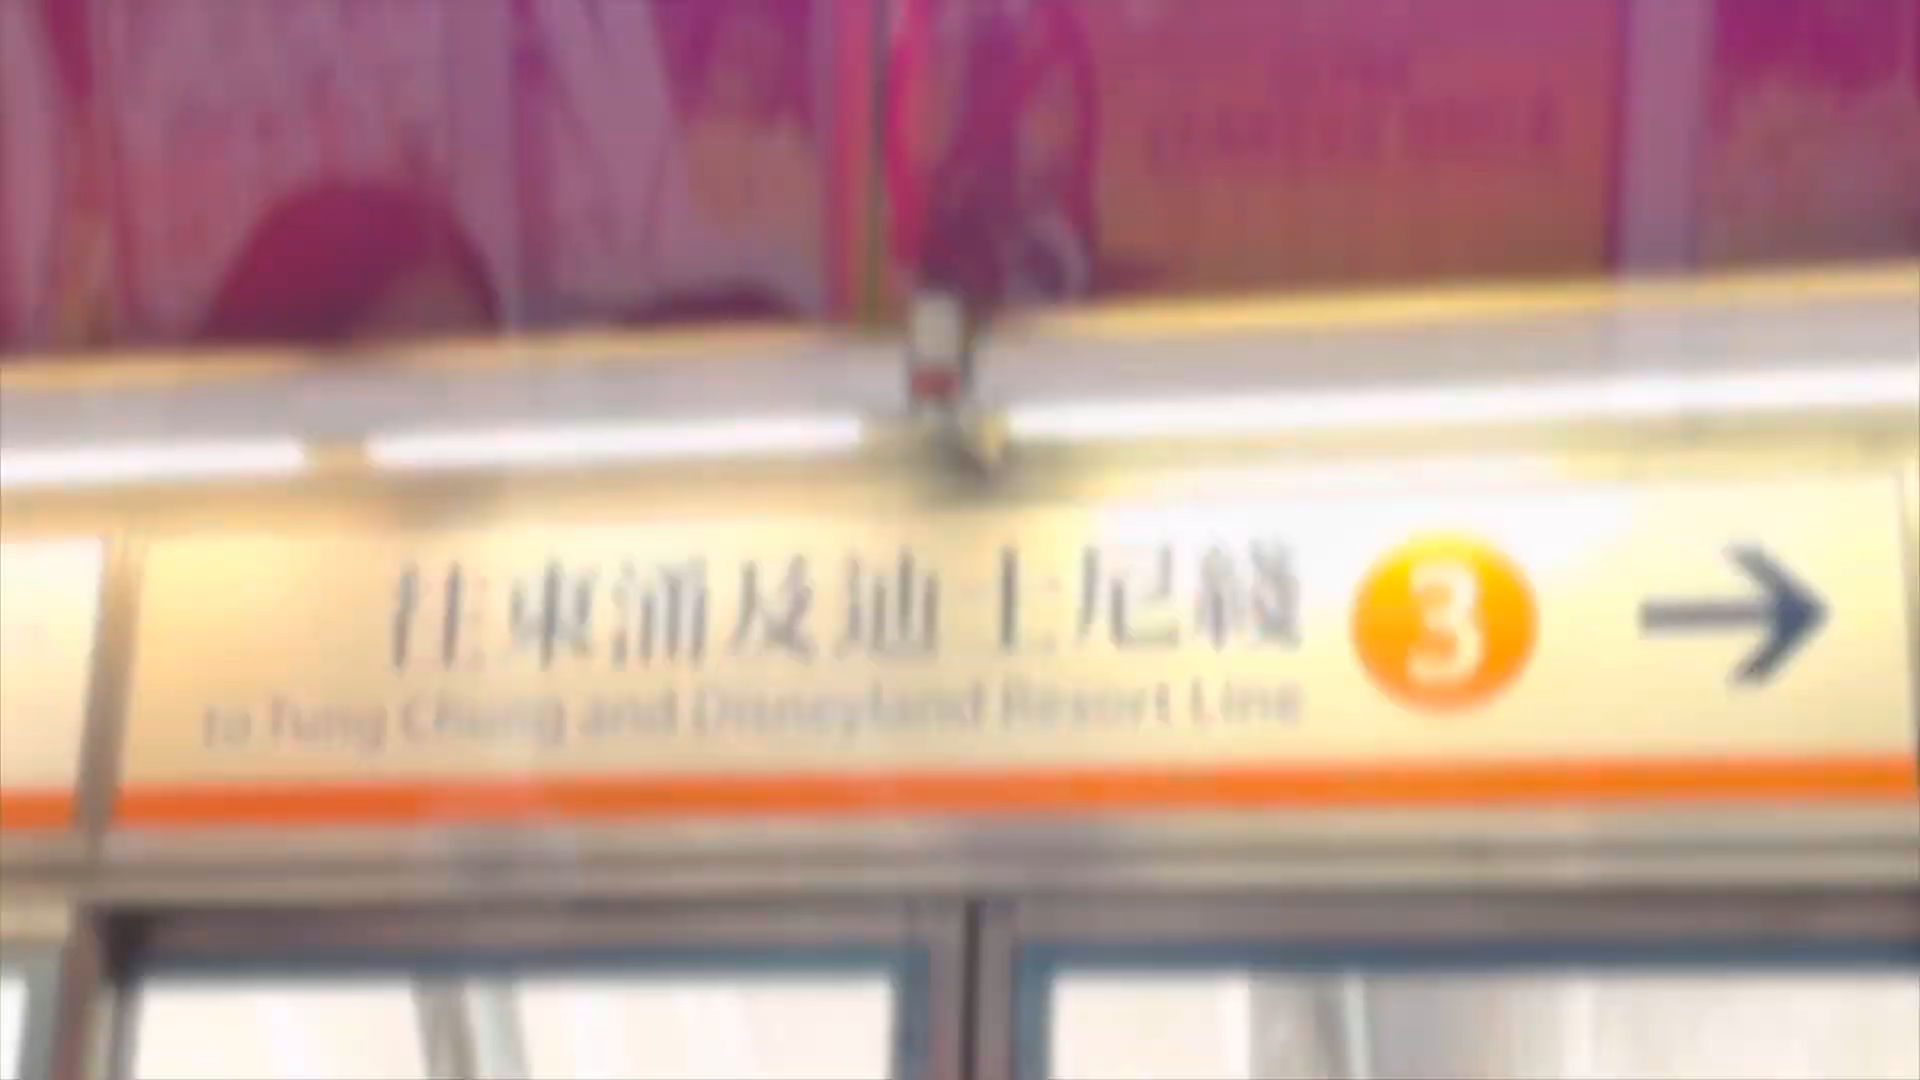 往東涌及迪士尼綫
to Tung Chung and Disneyland Resort Line
3